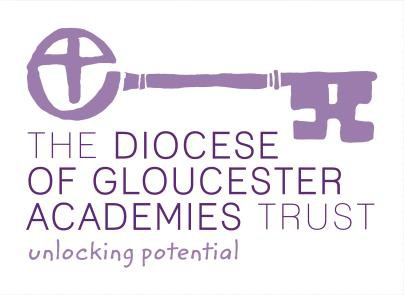 THE DIOCESE
OF GLOUCESTER
ACADEMIES TRUST
unlocking potential